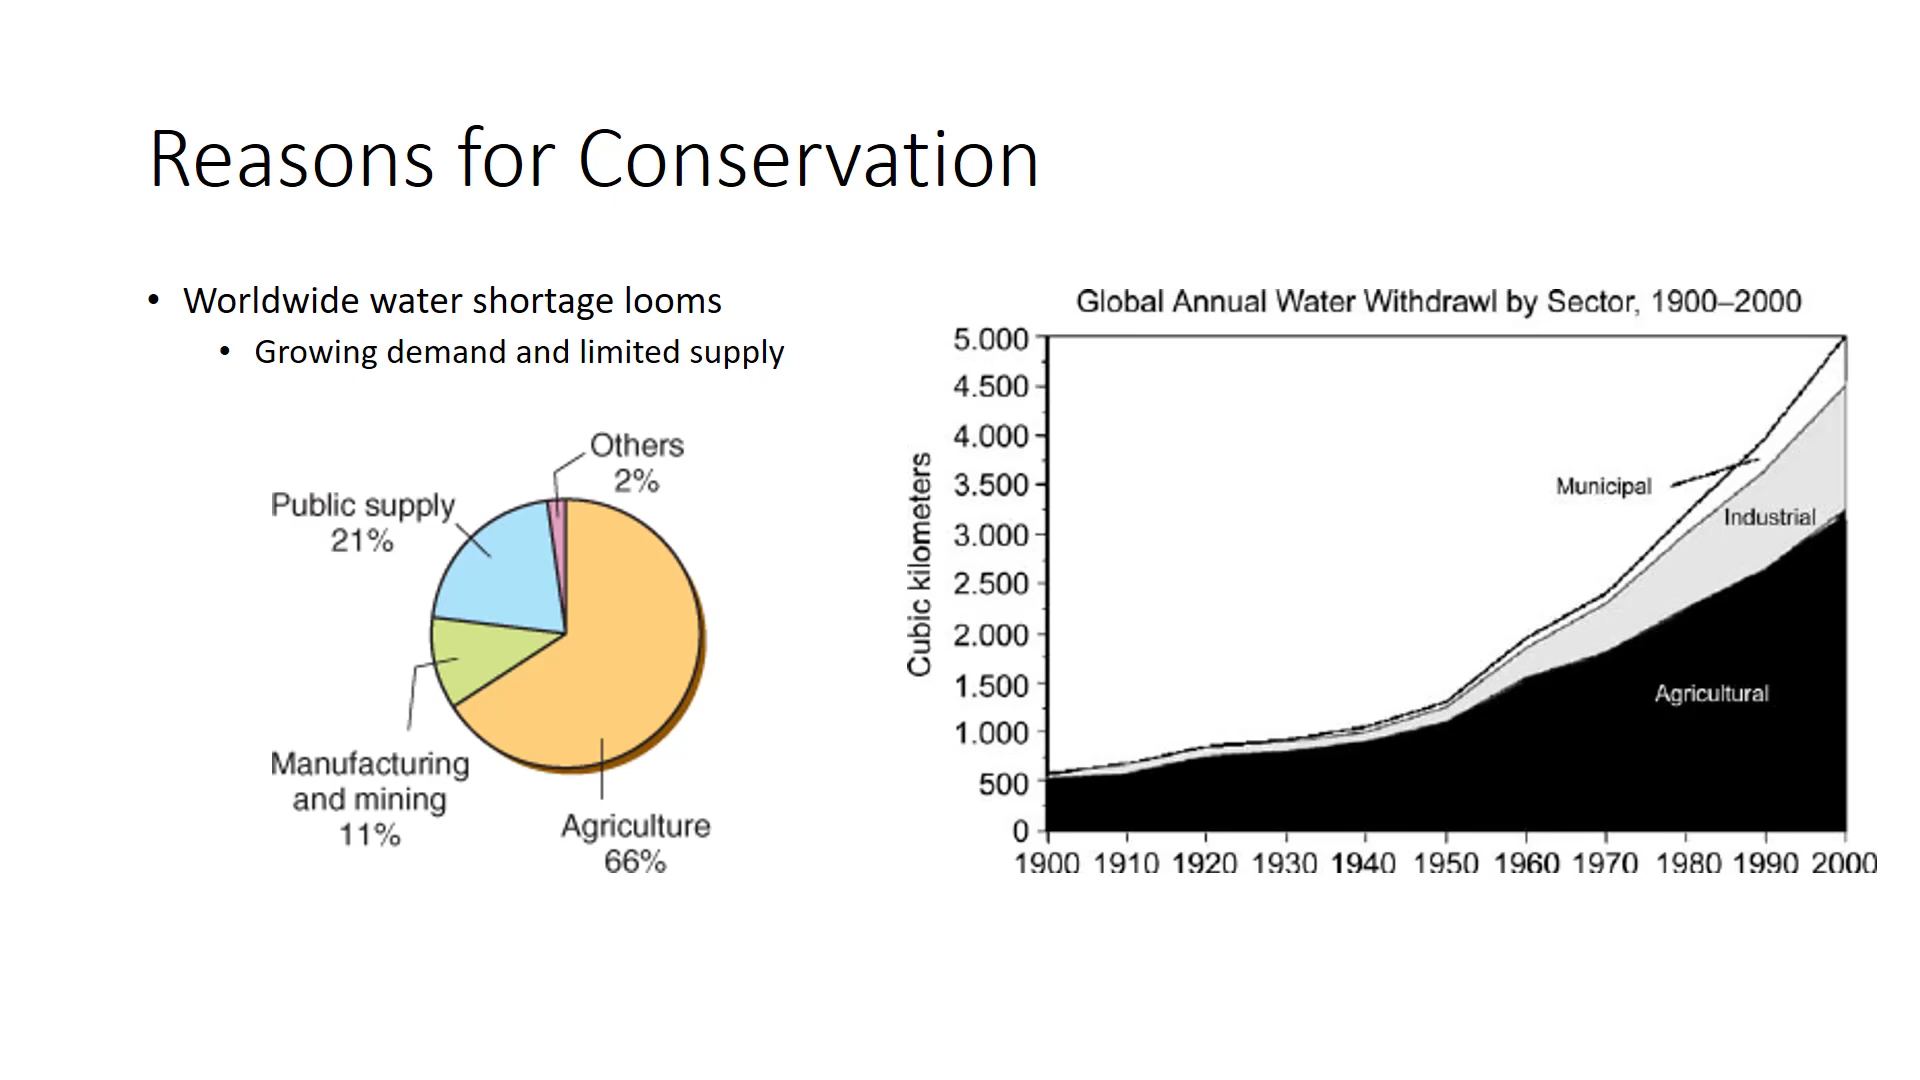 Reasons for Conservation
• Worldwide water shortage looms
• Growing demand and limited supply
Others
2%
Public supply
21%
Manufacturing
and mining
11%
Agriculture
66%
Global Annual Water Withdrawl by Sector, 1900–2000
Cubic kilometers
5.000
4.500
4.000
3.500
3.000
2.500
2.000
1.500
1.000
500
0
Municipal
Industrial
Agricultural
1900 1910 1920 1930 1940 1950 1960 1970 1980 1990 2000